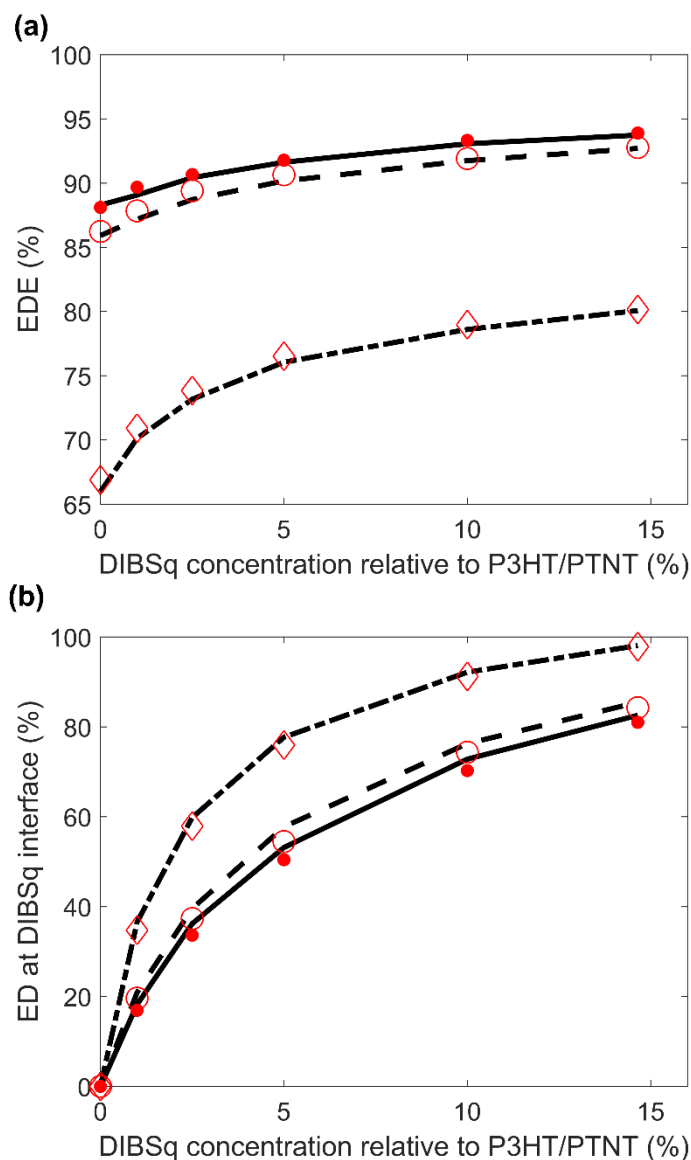 (a)
100
95
90
85
80
75
70
65
EDE (%)
0 5 10 15
DIBSq concentration relative to P3HT/PTNT (%)
(b)
100
80
60
40
20
0
ED at DIBSq interface (%)
0 5 10 15
DIBSq concentration relative to P3HT/PTNT (%)